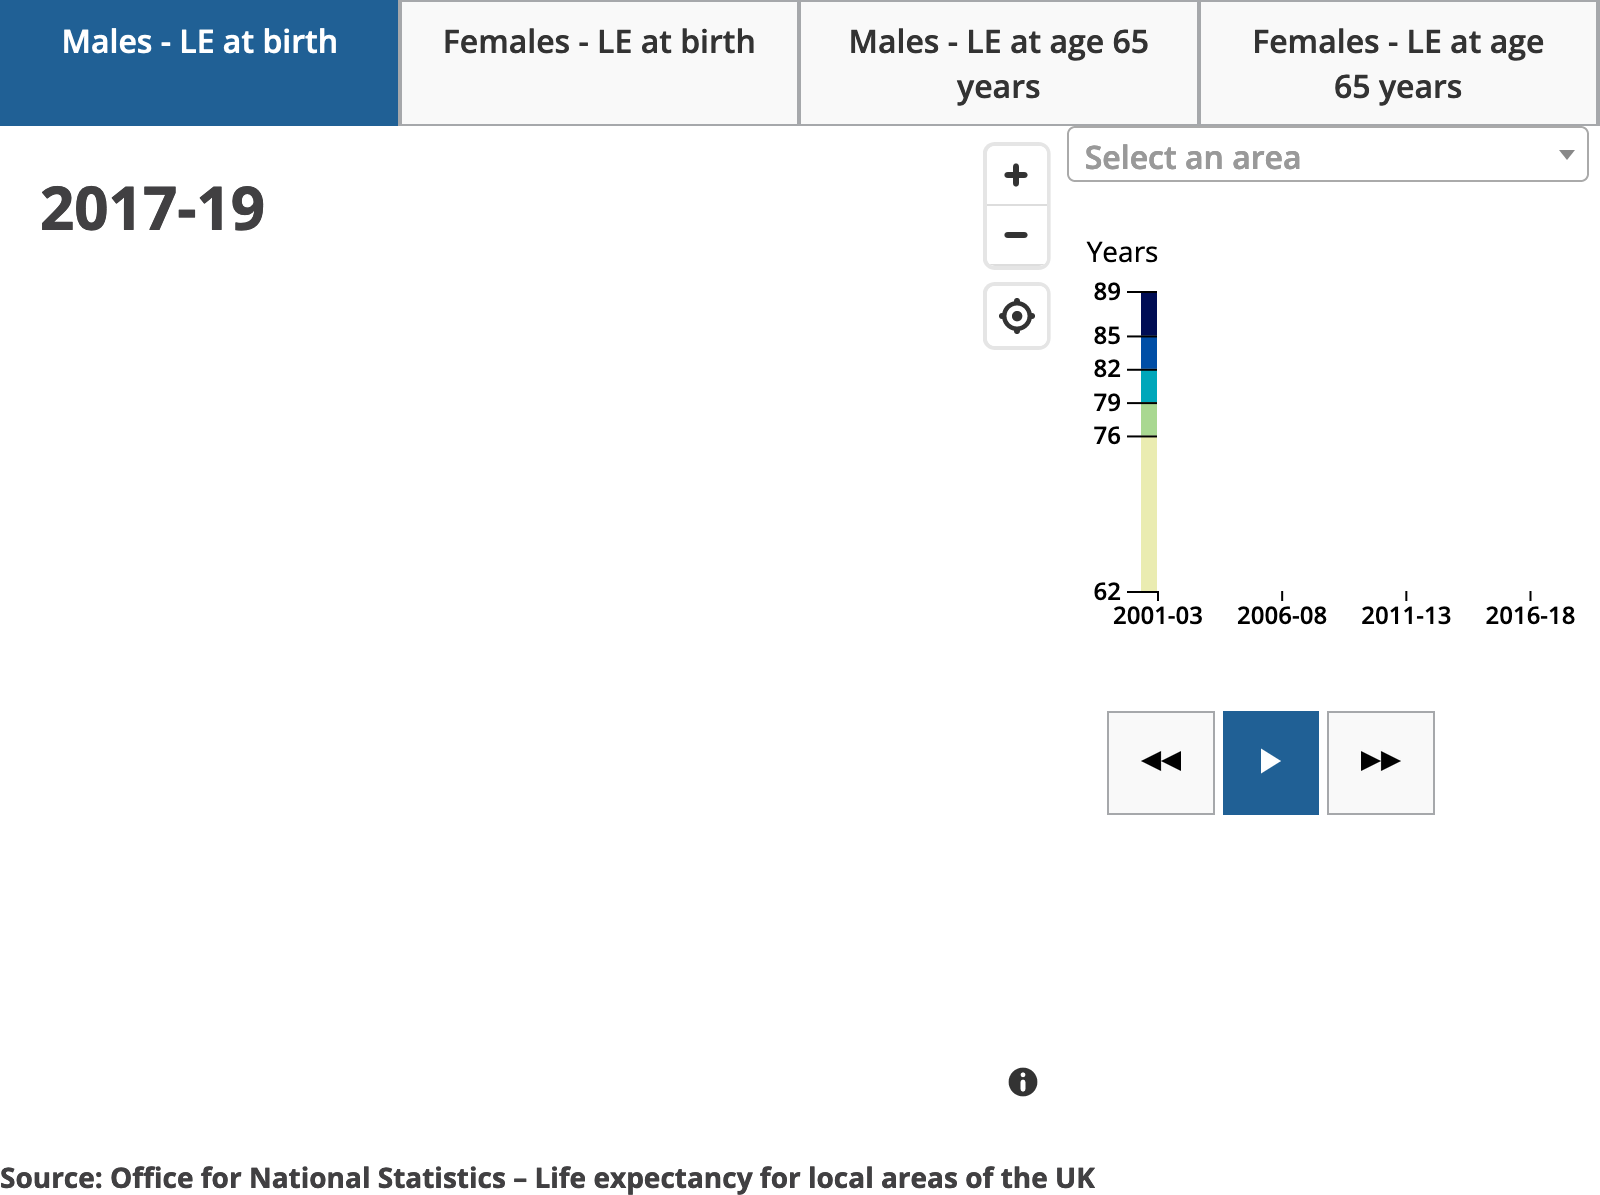 Males - LE at birth
Females - LE at birth
Males - LE at age 65
years
Females - LE at age
65 years
2017-19
Select an area
Years
89
85
82
79
76
62
2001-03 2006-08 2011-13 2016-18
Source: Office for National Statistics – Life expectancy for local areas of the UK